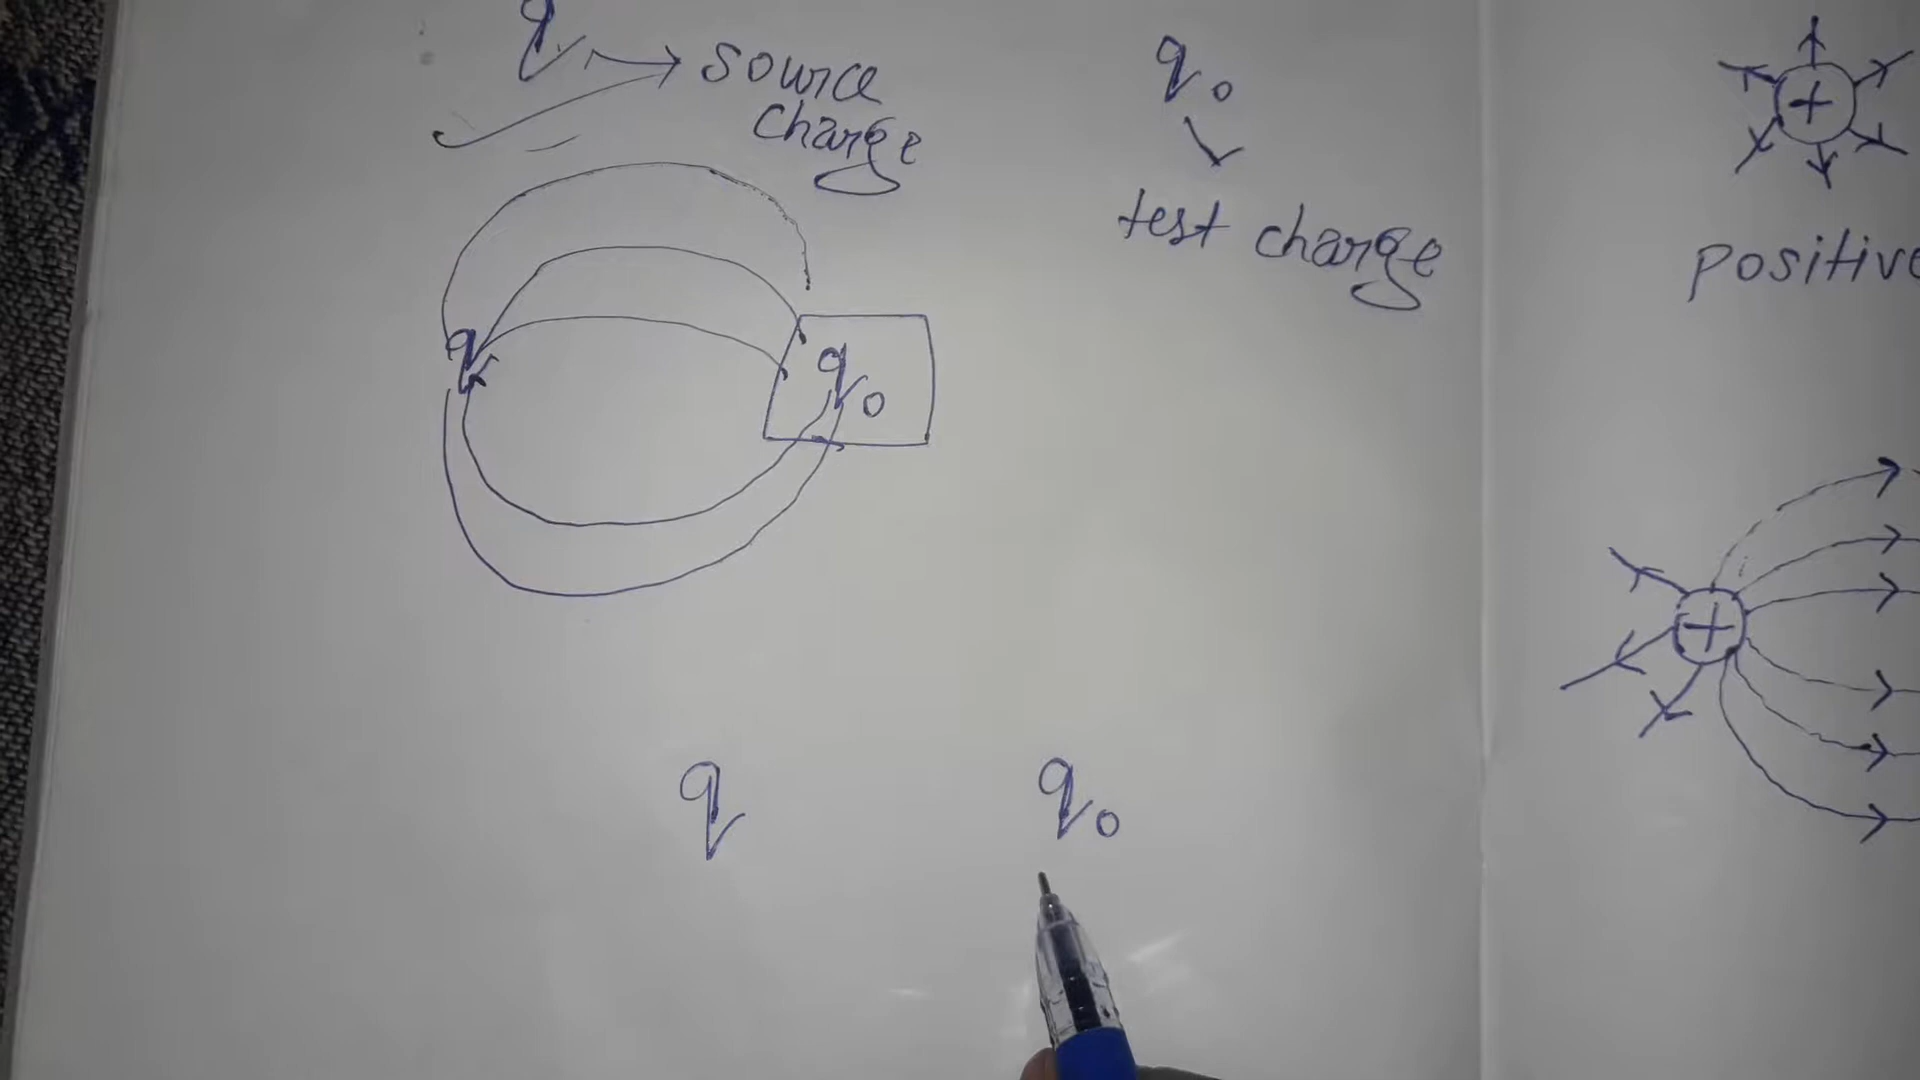 q → source
charge
q₀
test charge
positive
q
q₀
+
+
q
q₀